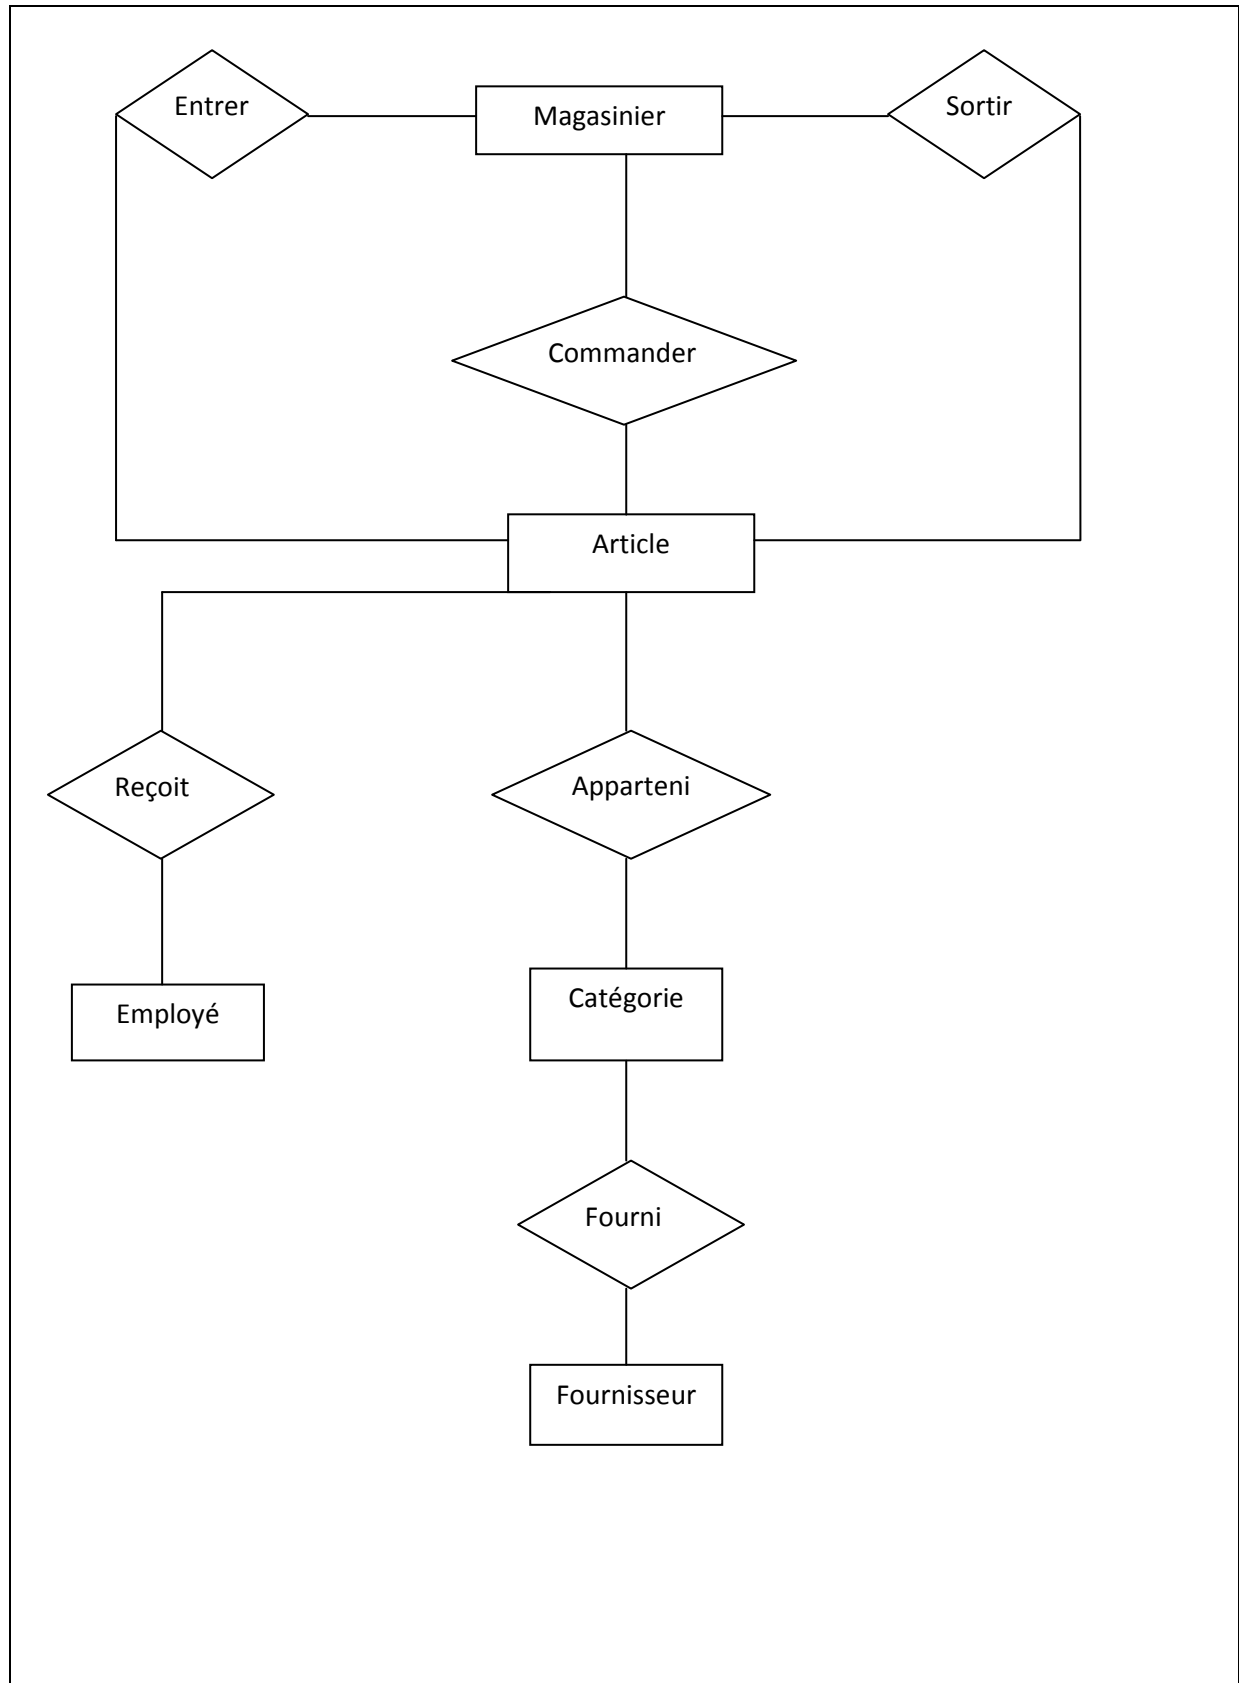 Entrer
Magasinier
Sortir
Commander
Article
Reçoit
Apparteni
Employé
Catégorie
Fourni
Fournisseur